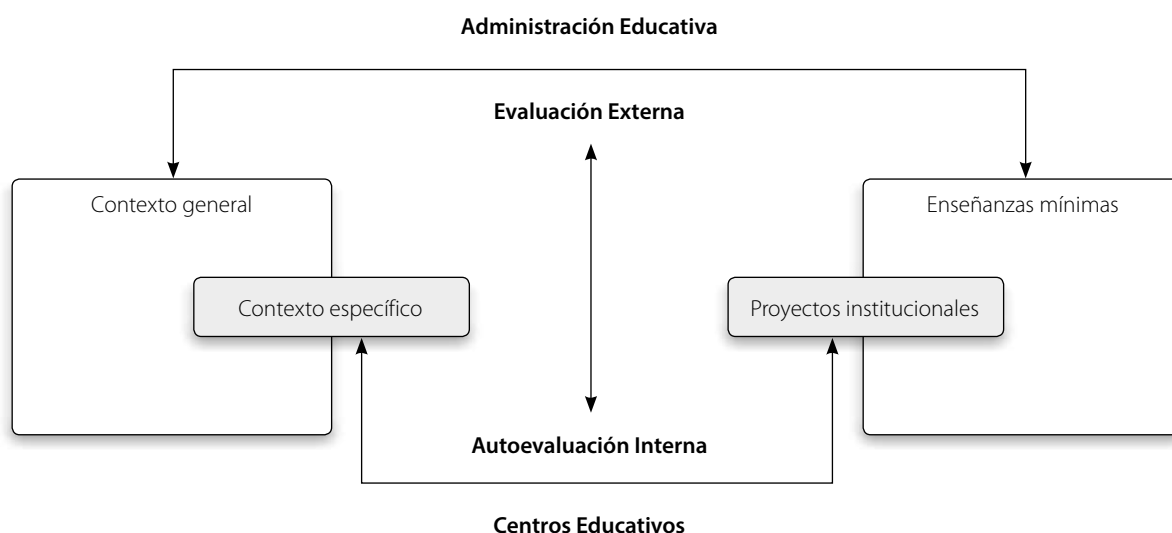 Administración Educativa
Evaluación Externa
Contexto general
Enseñanzas mínimas
Contexto específico
Proyectos institucionales
Autoevaluación Interna
Centros Educativos